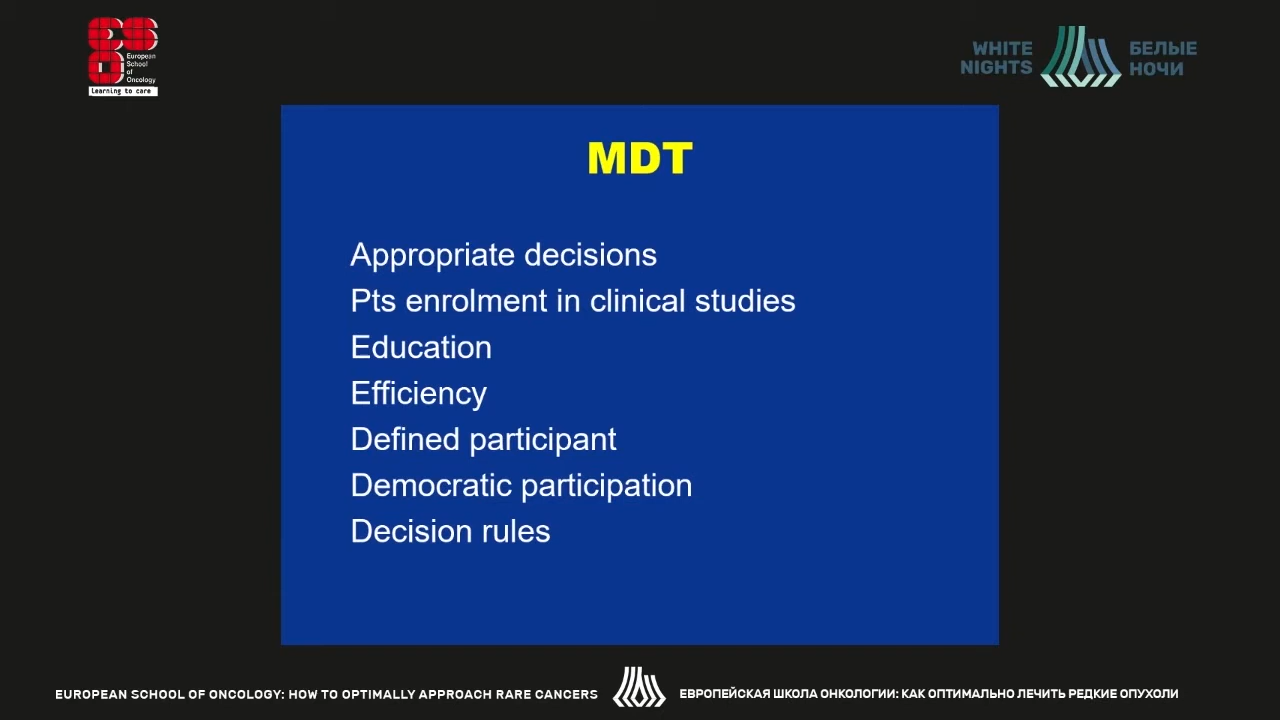 ESO
European
School
of
Oncology
Learning to care
WHITE
NIGHTS
БЕЛЫЕ
НОЧИ
MDT
Appropriate decisions
Pts enrolment in clinical studies
Education
Efficiency
Defined participant
Democratic participation
Decision rules
EUROPEAN SCHOOL OF ONCOLOGY: HOW TO OPTIMALLY APPROACH RARE CANCERS
ЕВРОПЕЙСКАЯ ШКОЛА ОНКОЛОГИИ: КАК ОПТИМАЛЬНО ЛЕЧИТЬ РЕДКИЕ ОПУХОЛИ